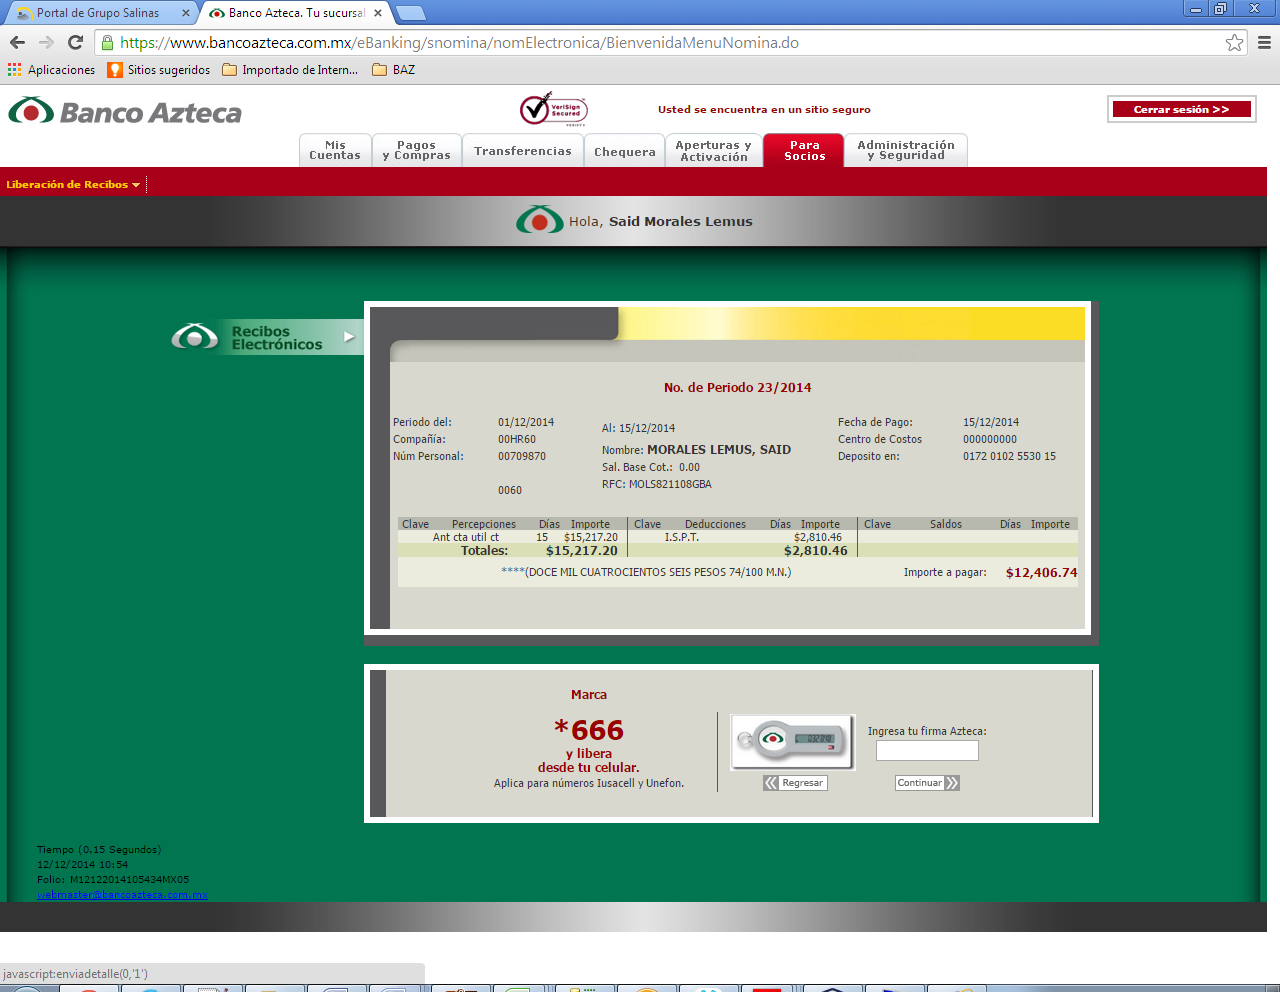 Portal de Grupo Salinas
Banco Azteca. Tu sucursal
https://www.bancoazteca.com.mx/eBanking/snomina/nomElectronica/BienvenidaMenuNomina.do
Aplicaciones Sitios sugeridos Importado de Intern... BAZ
Banco Azteca
VeriSign
Secured
VERIFY
Usted se encuentra en un sitio seguro
Cerrar sesión >>
Mis Cuentas
Pagos y Compras
Transferencias
Chequera
Aperturas y Activación
Para Socios
Administración y Seguridad
Liberación de Recibos
Hola, Said Morales Lemus
Recibos
Electrónicos
No. de Periodo 23/2014
Periodo del: 01/12/2014 Al: 15/12/2014 Fecha de Pago: 15/12/2014
Compañía: 00HR60 Nombre: MORALES LEMUS, SAID Centro de Costos 000000000
Núm Personal: 00709870 Sal. Base Cot.: 0.00 Deposito en: 0172 0102 5530 15
0060 RFC: MOLS821108GBA
Clave Percepciones Días Importe Clave Deducciones Días Importe Clave Saldos Días Importe
Ant cta util ct 15 $15,217.20 I.S.P.T. $2,810.46
Totales: $15,217.20 $2,810.46
****(DOCE MIL CUATROCIENTOS SEIS PESOS 74/100 M.N.) Importe a pagar: $12,406.74
Marca
*666
y libera
desde tu celular.
Aplica para números Iusacell y Unefon.
Ingresa tu firma Azteca:
Regresar
Continuar
Tiempo (0.15 Segundos)
12/12/2014 10:54
Folio: M12122014105434MX05
webmaster@bancoazteca.com.mx
javascript:enviadetalle(0,'1')